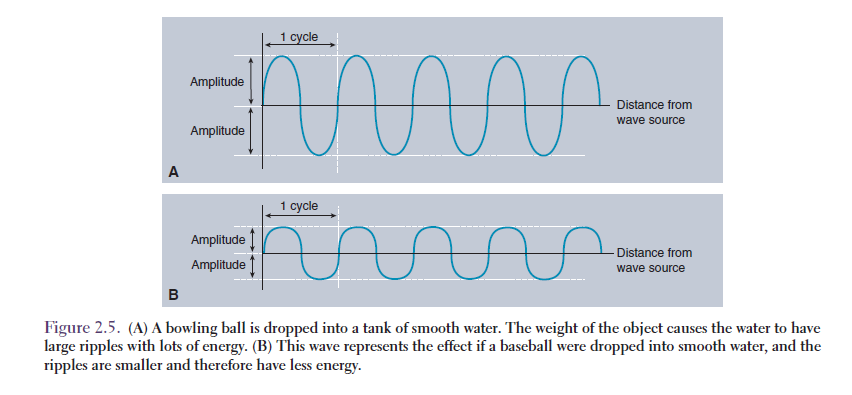 1 cycle
Amplitude
Distance from
wave source
Amplitude
A
1 cycle
Amplitude
Distance from
wave source
Amplitude
B
Figure 2.5. (A) A bowling ball is dropped into a tank of smooth water. The weight of the object causes the water to have
large ripples with lots of energy. (B) This wave represents the effect if a baseball were dropped into smooth water, and the
ripples are smaller and therefore have less energy.